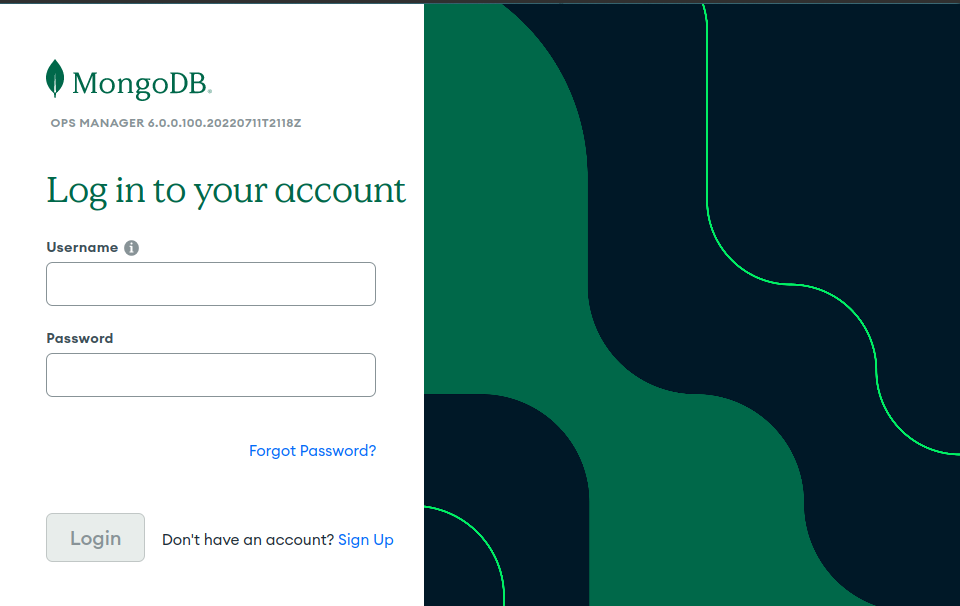 MongoDB.
OPS MANAGER 6.0.0.100.20220711T2118Z
Log in to your account
Username
Password
Forgot Password?
Login
Don't have an account? Sign Up